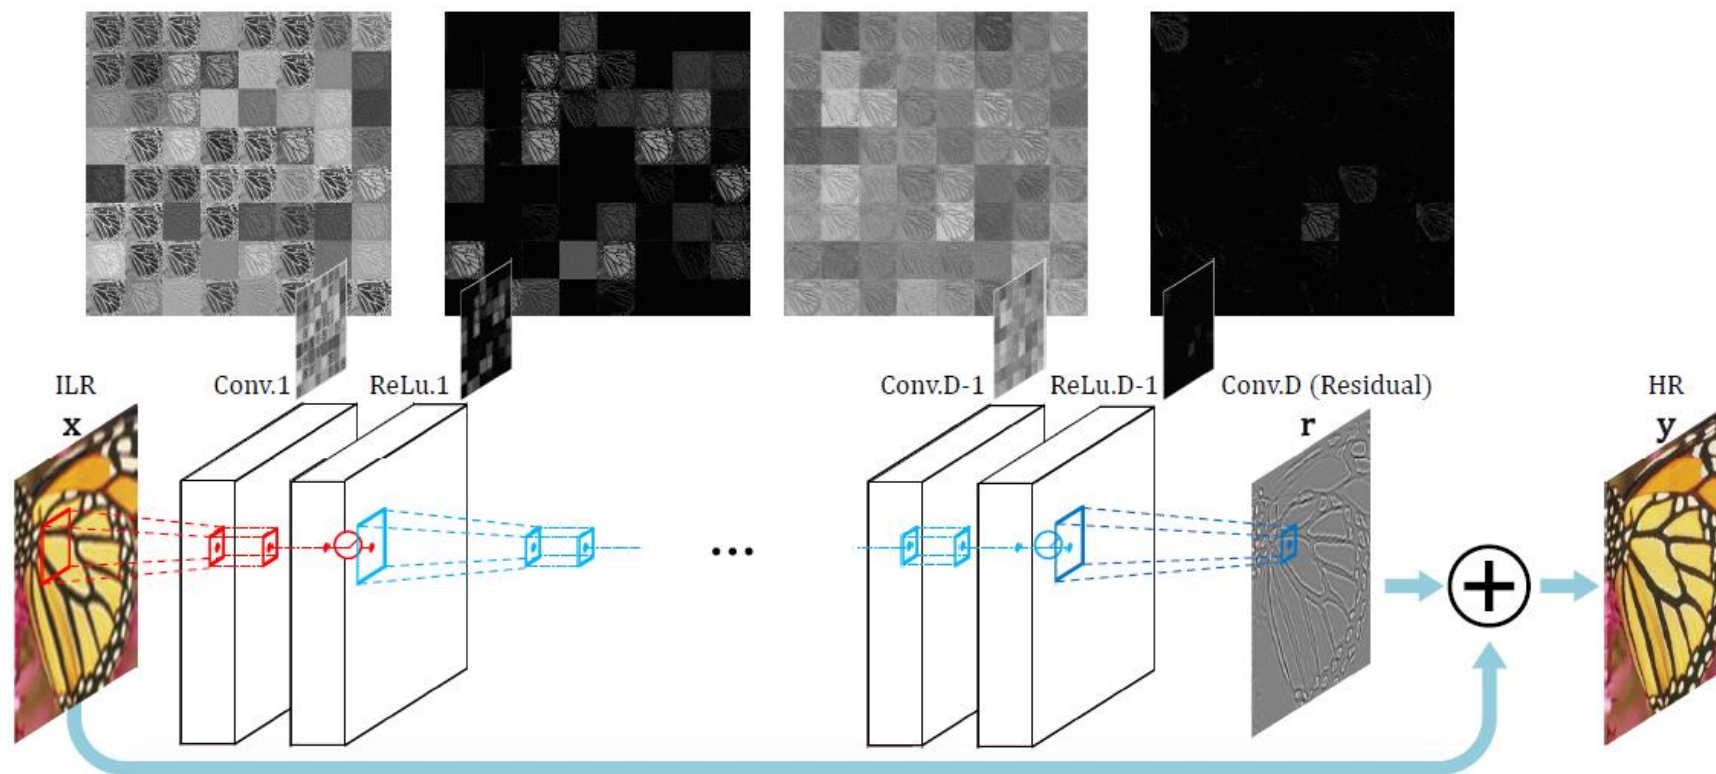 ILR
x
Conv.1
ReLu.1
...
Conv.D-1
ReLu.D-1
Conv.D (Residual)
r
HR
y